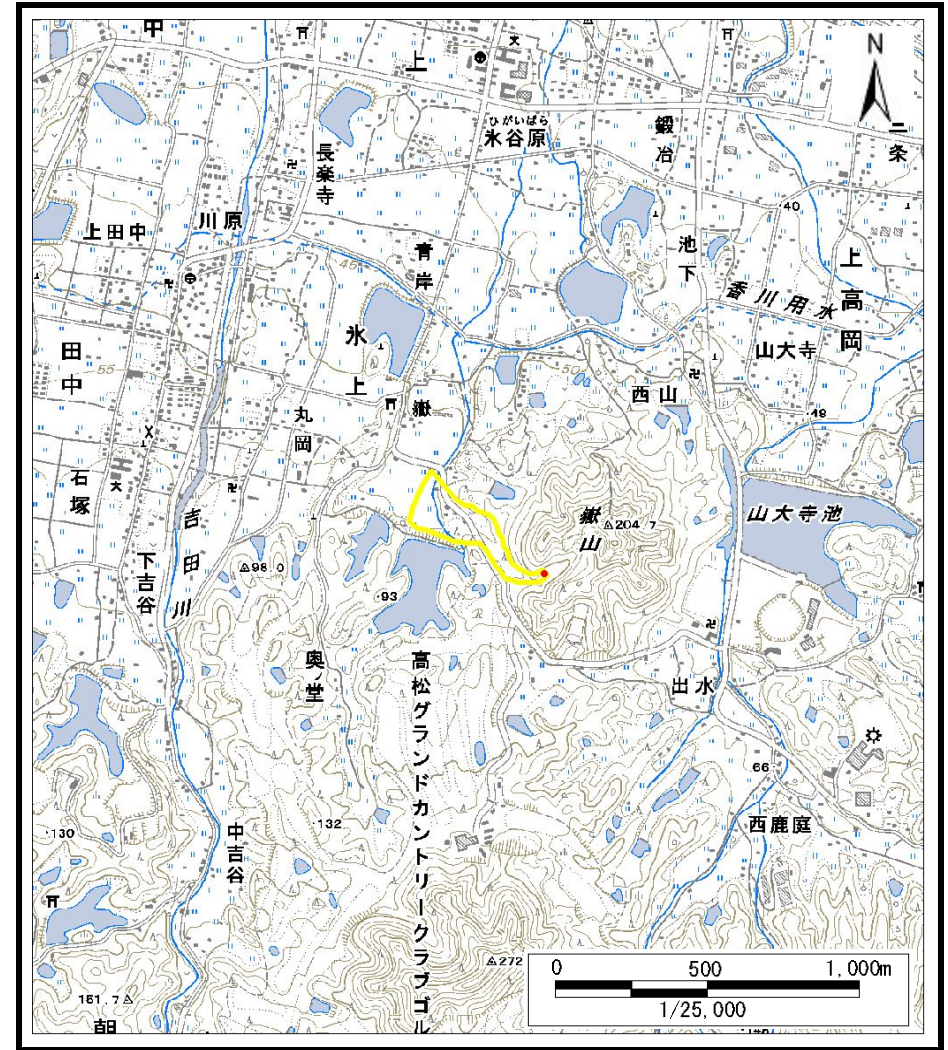 中
上
N
ひがいばら
氷谷原
鍛冶
二条
長楽寺
40
川原
上田中
45
青岸
池下
上高岡
香川用水
氷上
田中
55
50
山大寺
西山
嶽
丸岡
48
石塚
吉田川
嶽山
204.7
山大寺池
下吉谷
98.0
93
奥ノ堂
高松グランドカントリークラブゴル
出水
66
132
130
中吉谷
西鹿庭
272
151.7
朝
0 500 1,000m
1/25,000